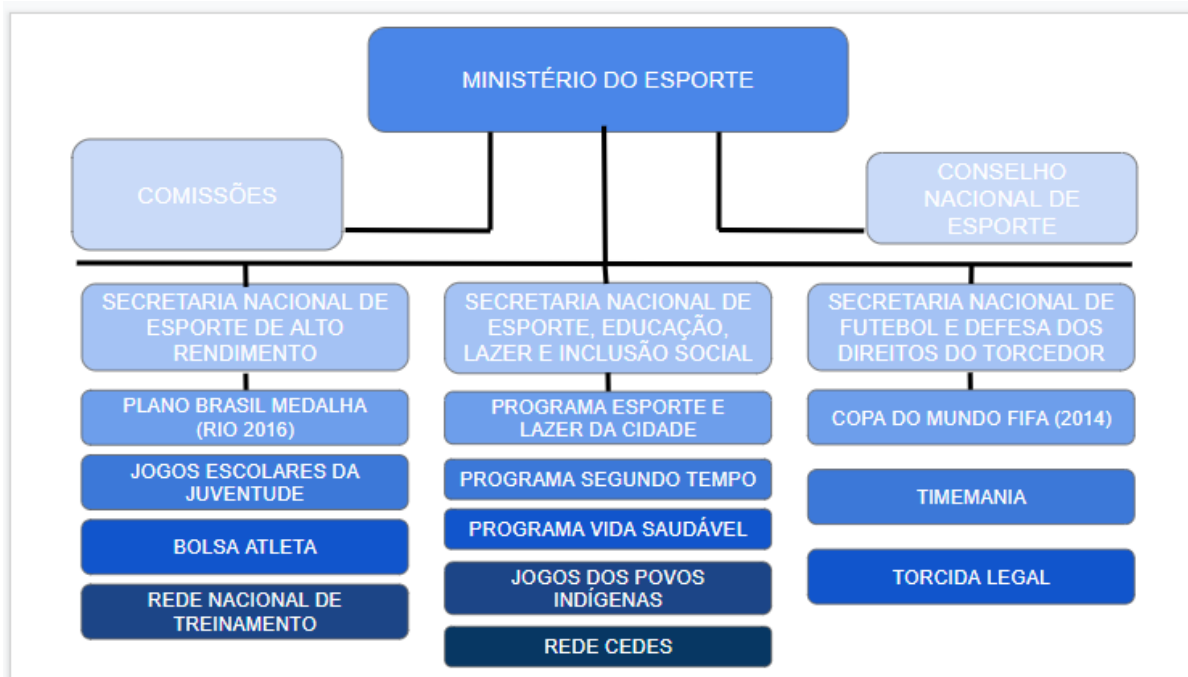 MINISTÉRIO DO ESPORTE
COMISSÕES
CONSELHO
NACIONAL DE
ESPORTE
SECRETARIA NACIONAL DE
ESPORTE DE ALTO
RENDIMENTO
PLANO BRASIL MEDALHA
(RIO 2016)
JOGOS ESCOLARES DA
JUVENTUDE
BOLSA ATLETA
REDE NACIONAL DE
TREINAMENTO
SECRETARIA NACIONAL DE
ESPORTE, EDUCAÇÃO,
LAZER E INCLUSÃO SOCIAL
PROGRAMA ESPORTE E
LAZER DA CIDADE
PROGRAMA SEGUNDO TEMPO
PROGRAMA VIDA SAUDÁVEL
JOGOS DOS POVOS
INDÍGENAS
REDE CEDES
SECRETARIA NACIONAL DE
FUTEBOL E DEFESA DOS
DIREITOS DO TORCEDOR
COPA DO MUNDO FIFA (2014)
TIMEMANIA
TORCIDA LEGAL